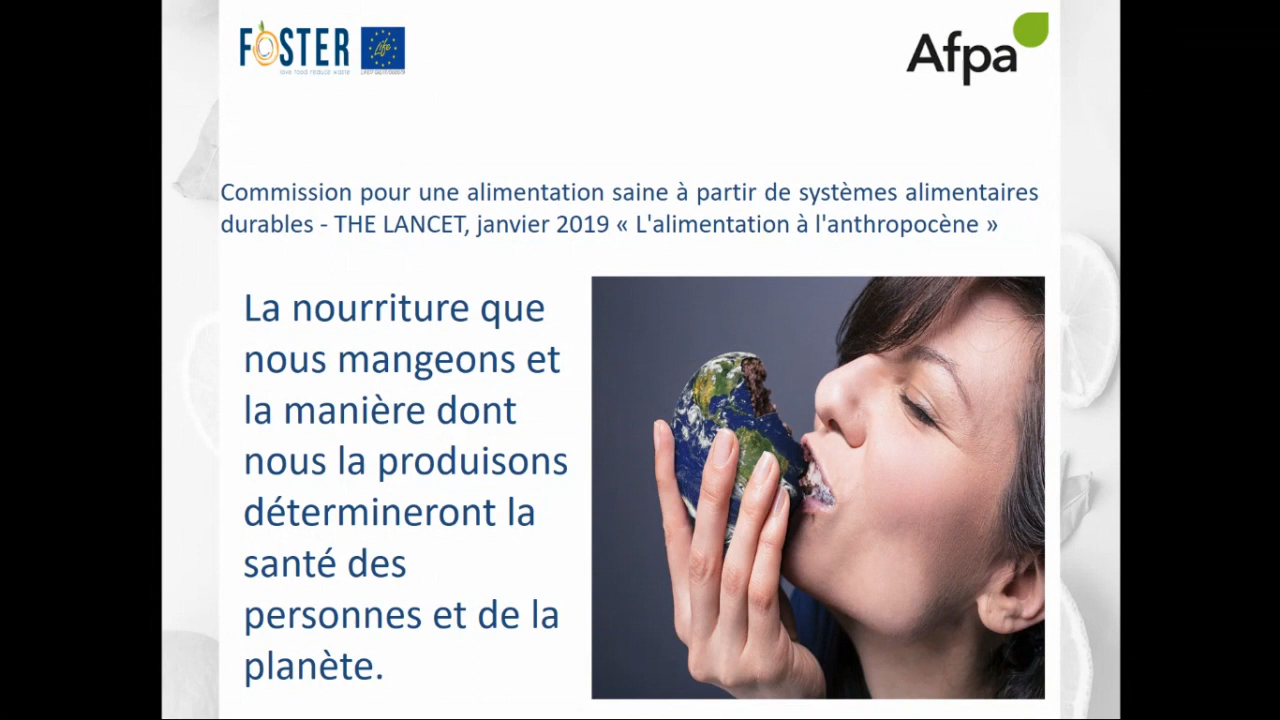 FOSTER
Life
Afpa
Commission pour une alimentation saine à partir de systèmes alimentaires
durables - THE LANCET, janvier 2019 « L'alimentation à l'anthropocène »
La nourriture que
nous mangeons et
la manière dont
nous la produisons
détermineront la
santé des
personnes et de la
planète.